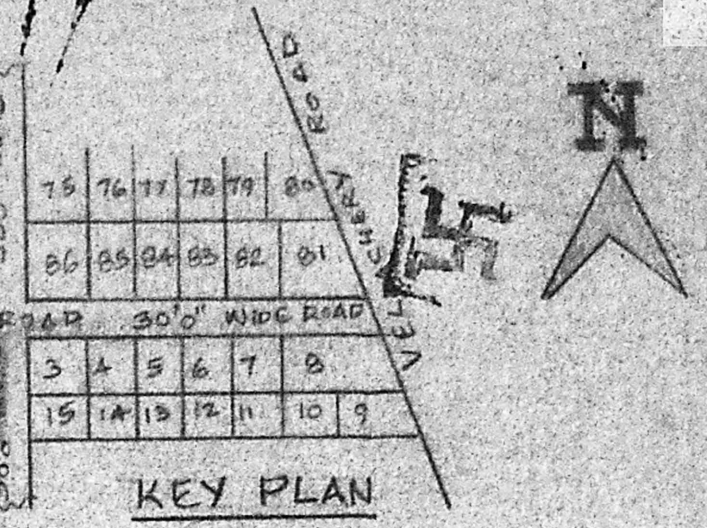 N
75 76 77 78 79 80
86 85 84 83 82 81
ROAD 30'0" WIDE ROAD
3 4 5 6 7 8
15 14 13 12 11 10 9
VELACHERY ROAD
KEY PLAN